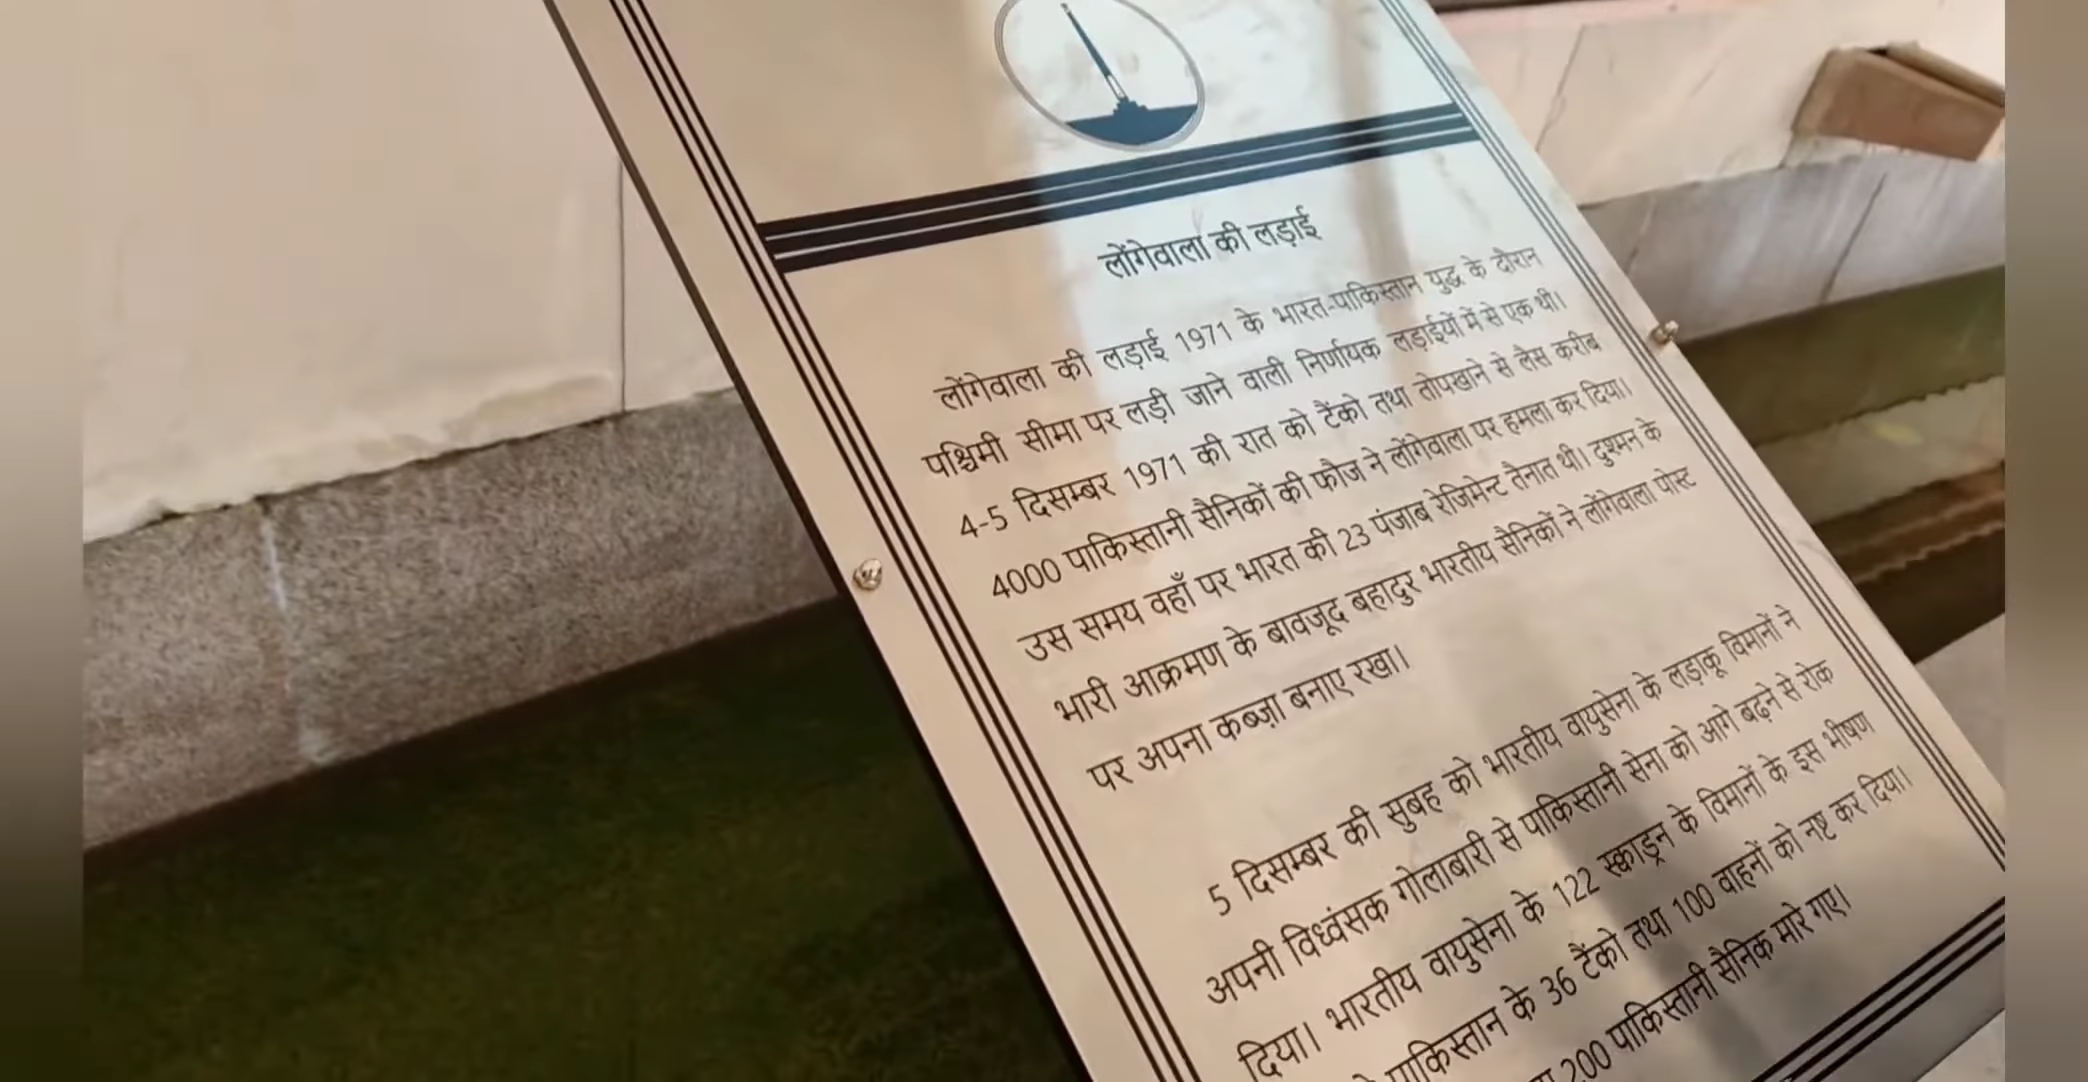 लोंगेवाला की लड़ाई
लोंगेवाला की लड़ाई 1971 के भारत-पाकिस्तान युद्ध के दौरान
पश्चिमी सीमा पर लड़ी जाने वाली निर्णायक लड़ाईयों में से एक थी।
4-5 दिसम्बर 1971 की रात को टैंको तथा तोपखाने से लैस करीब
4000 पाकिस्तानी सैनिकों की फौज ने लोंगेवाला पर हमला कर दिया।
उस समय वहाँ पर भारत की 23 पंजाब रेजिमेन्ट तैनात थी। दुश्मन के
भारी आक्रमण के बावजूद बहादुर भारतीय सैनिकों ने लोंगेवाला पोस्ट
पर अपना कब्ज़ा बनाए रखा।
5 दिसम्बर की सुबह को भारतीय वायुसेना के लड़ाकू विमानों ने
अपनी विध्वंसक गोलाबारी से पाकिस्तानी सेना को आगे बढ़ने से रोक
दिया। भारतीय वायुसेना के 122 स्क्वाड्रन के विमानों के इस भीषण
पाकिस्तान के 36 टैंको तथा 100 वाहनों को नष्ट कर दिया।
200 पाकिस्तानी सैनिक मारे गए।